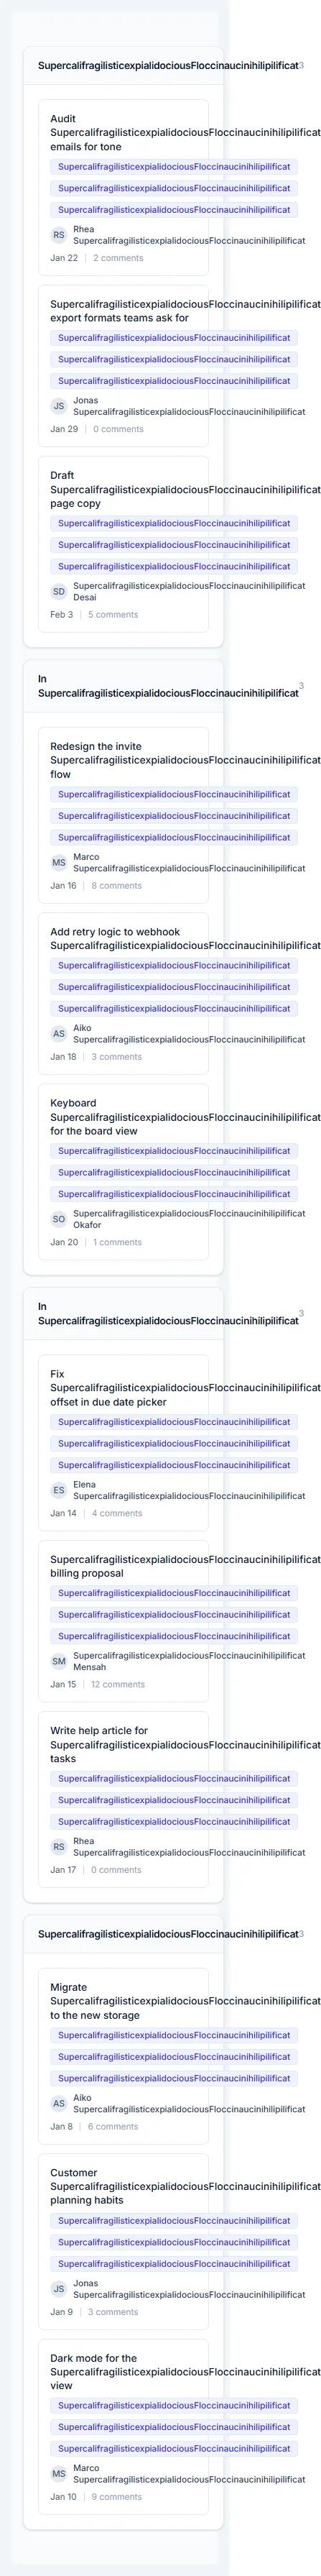 SupercalifragilisticexpialidociousFloccinaucinihilipilificat 3
Audit
SupercalifragilisticexpialidociousFloccinaucinihilipilificat
emails for tone
SupercalifragilisticexpialidociousFloccinaucinihilipilificat
SupercalifragilisticexpialidociousFloccinaucinihilipilificat
SupercalifragilisticexpialidociousFloccinaucinihilipilificat
RS Rhea
SupercalifragilisticexpialidociousFloccinaucinihilipilificat
Jan 22 | 2 comments
SupercalifragilisticexpialidociousFloccinaucinihilipilificat
export formats teams ask for
SupercalifragilisticexpialidociousFloccinaucinihilipilificat
SupercalifragilisticexpialidociousFloccinaucinihilipilificat
SupercalifragilisticexpialidociousFloccinaucinihilipilificat
JS Jonas
SupercalifragilisticexpialidociousFloccinaucinihilipilificat
Jan 29 | 0 comments
Draft
SupercalifragilisticexpialidociousFloccinaucinihilipilificat
page copy
SupercalifragilisticexpialidociousFloccinaucinihilipilificat
SupercalifragilisticexpialidociousFloccinaucinihilipilificat
SupercalifragilisticexpialidociousFloccinaucinihilipilificat
SD SupercalifragilisticexpialidociousFloccinaucinihilipilificat
Desai
Feb 3 | 5 comments
In
SupercalifragilisticexpialidociousFloccinaucinihilipilificat 3
Redesign the invite
SupercalifragilisticexpialidociousFloccinaucinihilipilificat
flow
SupercalifragilisticexpialidociousFloccinaucinihilipilificat
SupercalifragilisticexpialidociousFloccinaucinihilipilificat
SupercalifragilisticexpialidociousFloccinaucinihilipilificat
MS Marco
SupercalifragilisticexpialidociousFloccinaucinihilipilificat
Jan 16 | 8 comments
Add retry logic to webhook
SupercalifragilisticexpialidociousFloccinaucinihilipilificat
SupercalifragilisticexpialidociousFloccinaucinihilipilificat
SupercalifragilisticexpialidociousFloccinaucinihilipilificat
SupercalifragilisticexpialidociousFloccinaucinihilipilificat
AS Aiko
SupercalifragilisticexpialidociousFloccinaucinihilipilificat
Jan 18 | 3 comments
Keyboard
SupercalifragilisticexpialidociousFloccinaucinihilipilificat
for the board view
SupercalifragilisticexpialidociousFloccinaucinihilipilificat
SupercalifragilisticexpialidociousFloccinaucinihilipilificat
SupercalifragilisticexpialidociousFloccinaucinihilipilificat
SO SupercalifragilisticexpialidociousFloccinaucinihilipilificat
Okafor
Jan 20 | 1 comments
In
SupercalifragilisticexpialidociousFloccinaucinihilipilificat 3
Fix
SupercalifragilisticexpialidociousFloccinaucinihilipilificat
offset in due date picker
SupercalifragilisticexpialidociousFloccinaucinihilipilificat
SupercalifragilisticexpialidociousFloccinaucinihilipilificat
SupercalifragilisticexpialidociousFloccinaucinihilipilificat
ES Elena
SupercalifragilisticexpialidociousFloccinaucinihilipilificat
Jan 14 | 4 comments
SupercalifragilisticexpialidociousFloccinaucinihilipilificat
billing proposal
SupercalifragilisticexpialidociousFloccinaucinihilipilificat
SupercalifragilisticexpialidociousFloccinaucinihilipilificat
SupercalifragilisticexpialidociousFloccinaucinihilipilificat
SM SupercalifragilisticexpialidociousFloccinaucinihilipilificat
Mensah
Jan 15 | 12 comments
Write help article for
SupercalifragilisticexpialidociousFloccinaucinihilipilificat
tasks
SupercalifragilisticexpialidociousFloccinaucinihilipilificat
SupercalifragilisticexpialidociousFloccinaucinihilipilificat
SupercalifragilisticexpialidociousFloccinaucinihilipilificat
RS Rhea
SupercalifragilisticexpialidociousFloccinaucinihilipilificat
Jan 17 | 0 comments
SupercalifragilisticexpialidociousFloccinaucinihilipilificat 3
Migrate
SupercalifragilisticexpialidociousFloccinaucinihilipilificat
to the new storage
SupercalifragilisticexpialidociousFloccinaucinihilipilificat
SupercalifragilisticexpialidociousFloccinaucinihilipilificat
SupercalifragilisticexpialidociousFloccinaucinihilipilificat
AS Aiko
SupercalifragilisticexpialidociousFloccinaucinihilipilificat
Jan 8 | 6 comments
Customer
SupercalifragilisticexpialidociousFloccinaucinihilipilificat
planning habits
SupercalifragilisticexpialidociousFloccinaucinihilipilificat
SupercalifragilisticexpialidociousFloccinaucinihilipilificat
SupercalifragilisticexpialidociousFloccinaucinihilipilificat
JS Jonas
SupercalifragilisticexpialidociousFloccinaucinihilipilificat
Jan 9 | 3 comments
Dark mode for the
SupercalifragilisticexpialidociousFloccinaucinihilipilificat
view
SupercalifragilisticexpialidociousFloccinaucinihilipilificat
SupercalifragilisticexpialidociousFloccinaucinihilipilificat
SupercalifragilisticexpialidociousFloccinaucinihilipilificat
MS Marco
SupercalifragilisticexpialidociousFloccinaucinihilipilificat
Jan 10 | 9 comments